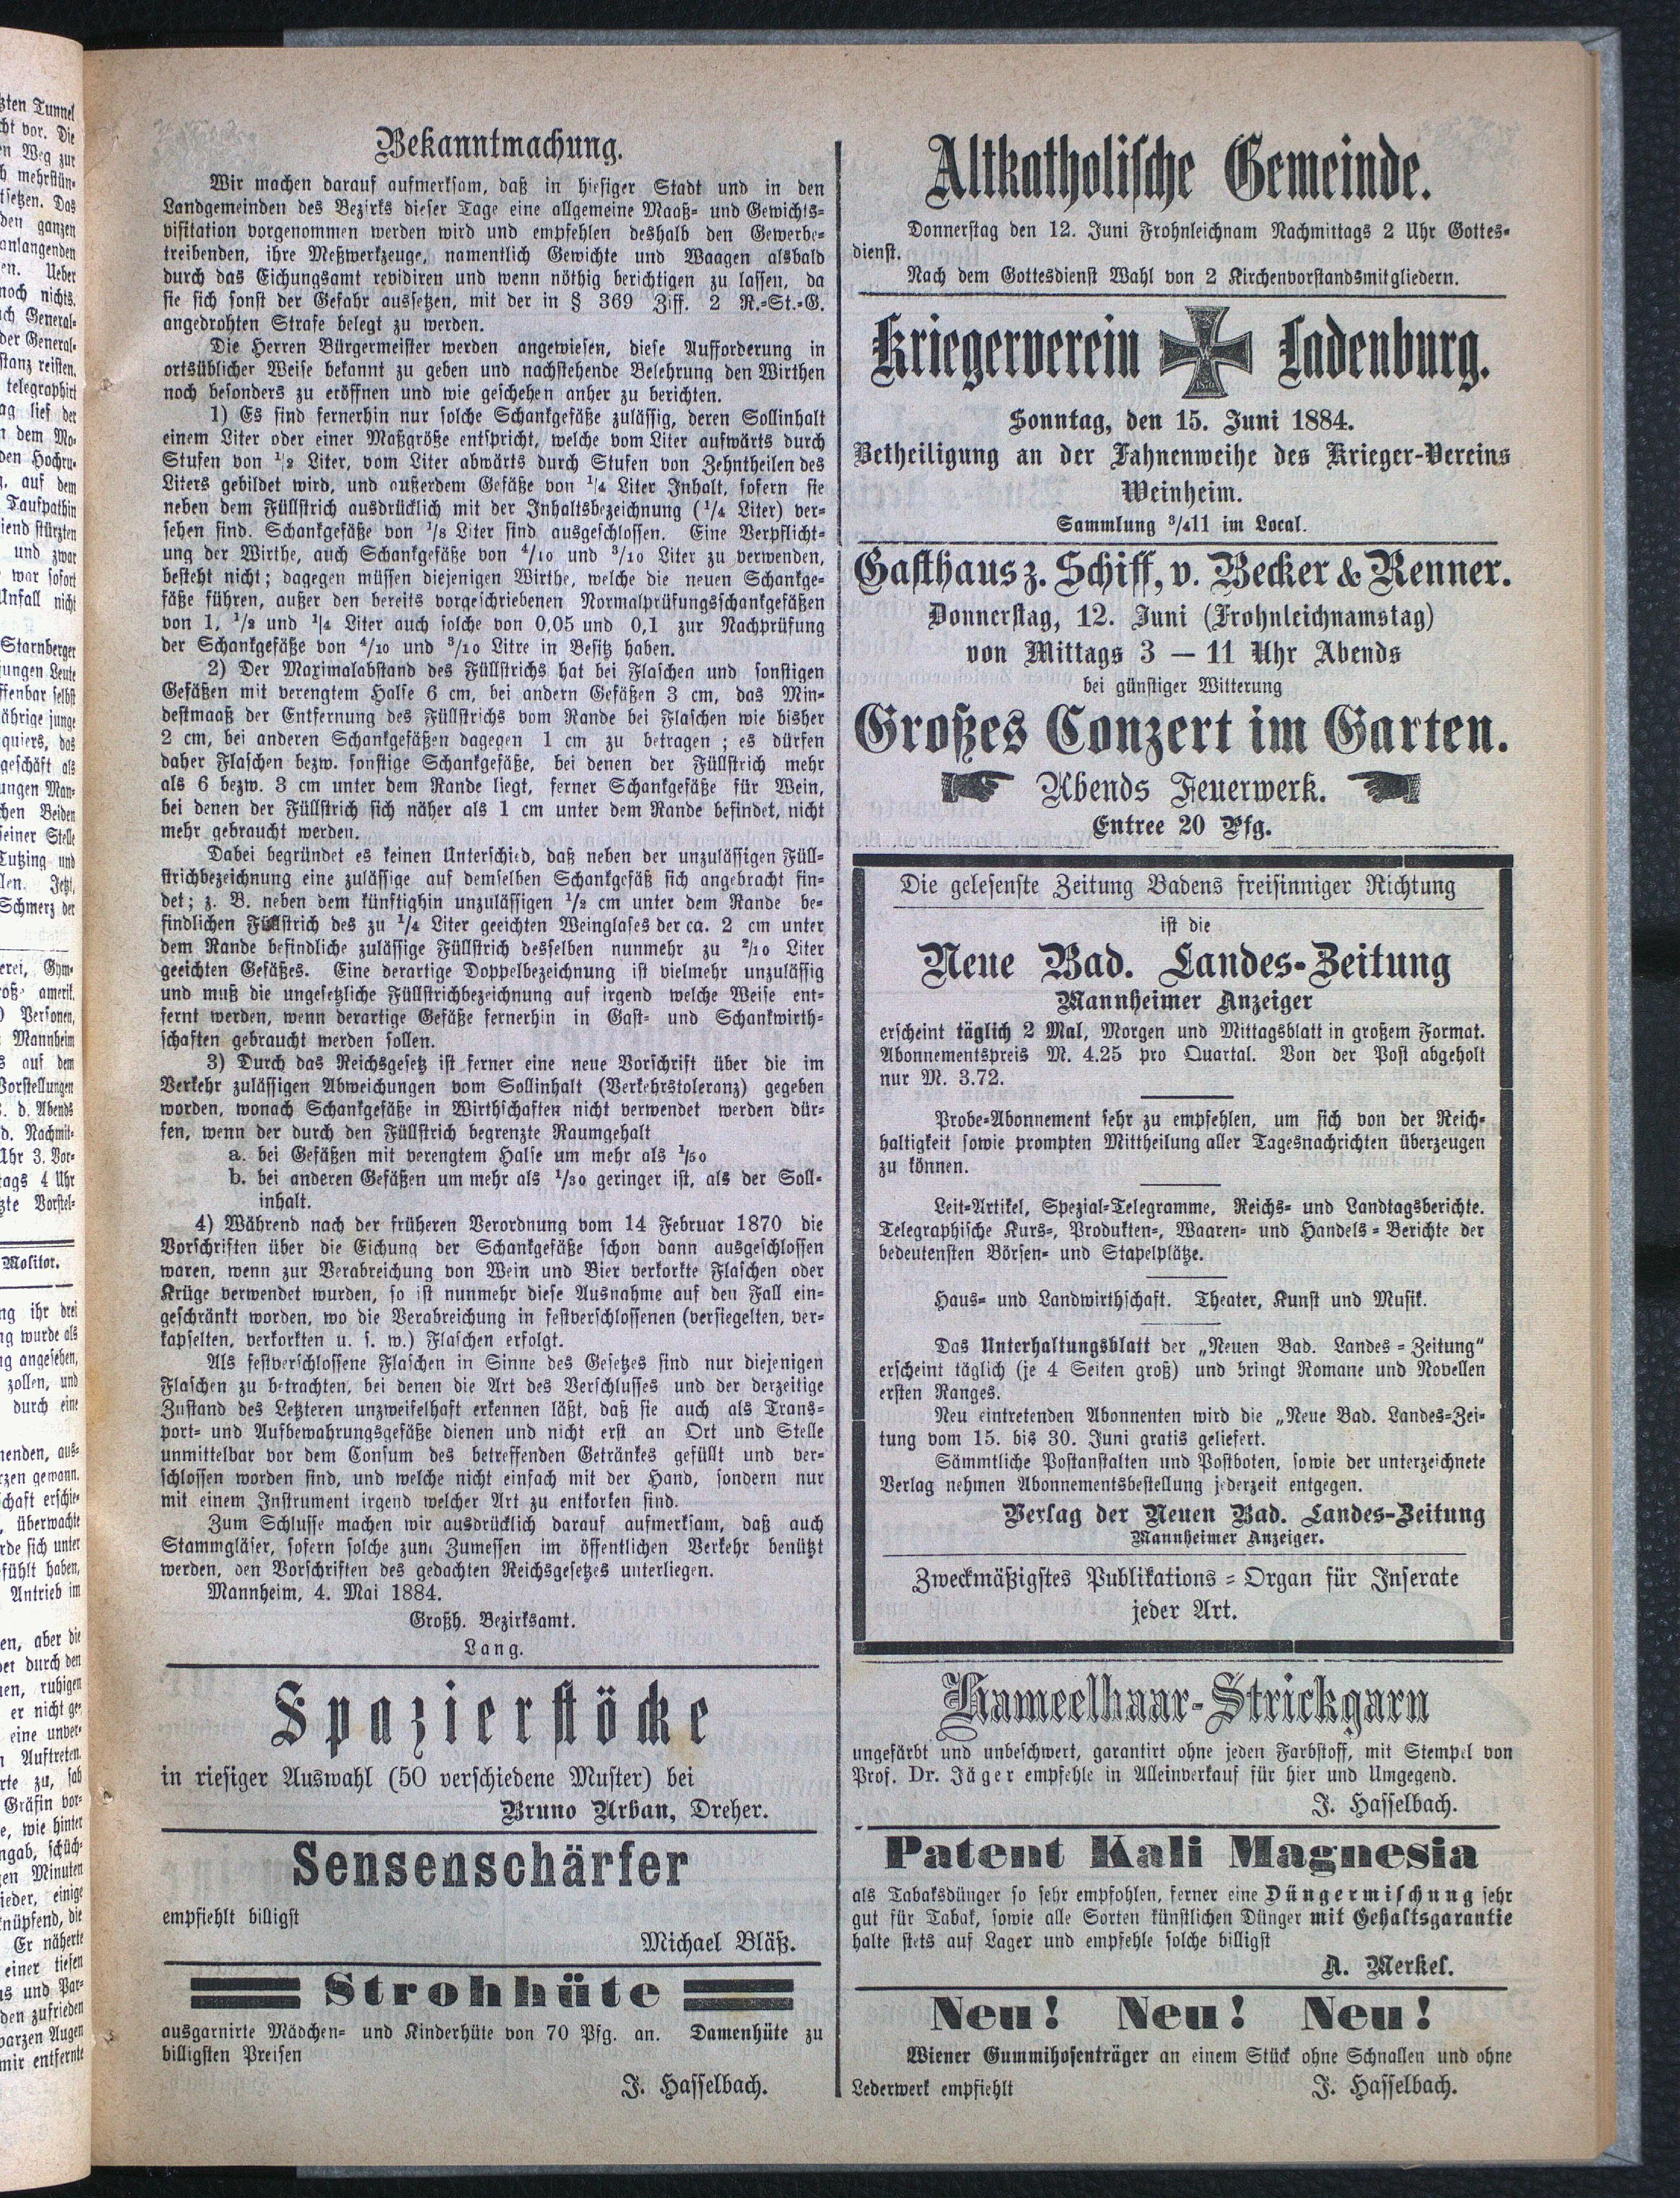 Bekanntmachung.
Wir machen darauf aufmerksam, daß in hiesiger Stadt und in den
Landgemeinden des Bezirks dieser Tage eine allgemeine Maaß- und Gewichts-
visitation vorgenommen werden wird und empfehlen deshalb den Gewerbe-
treibenden, ihre Meßwerkzeuge, namentlich Gewichte und Waagen alsbald
durch das Eichungsamt revidiren und wenn nöthig berichtigen zu lassen, da
sie sich sonst der Gefahr aussetzen, mit der in § 369 Ziff. 2 R.-St.-G.
angedrohten Strafe belegt zu werden.
Die Herren Bürgermeister werden angewiesen, diese Aufforderung in
ortsüblicher Weise bekannt zu geben und nachstehende Belehrung den Wirthen
noch besonders zu eröffnen und wie geschehen anher zu berichten.
1) Es sind fernerhin nur solche Schankgefäße zulässig, deren Sollinhalt
einem Liter oder einer Maßgröße entspricht, welche vom Liter aufwärts durch
Stufen von 1/2 Liter, vom Liter abwärts durch Stufen von Zehntheilen des
Liters gebildet wird, und außerdem Gefäße von 1/4 Liter Inhalt, sofern sie
neben dem Füllstrich ausdrücklich mit der Inhaltsbezeichnung (1/4 Liter) ver-
sehen sind. Schankgefäße von 1/8 Liter sind ausgeschlossen. Eine Verpflicht-
ung der Wirthe, auch Schankgefäße von 4/10 und 3/10 Liter zu verwenden,
besteht nicht; dagegen müssen diejenigen Wirthe, welche die neuen Schankge-
fäße führen, außer den bereits vorgeschriebenen Normalprüfungsschankgefäßen
von 1, 1/2 und 1/4 Liter auch solche von 0,05 und 0,1 zur Nachprüfung
der Schankgefäße von 4/10 und 3/10 Litre in Besitz haben.
2) Der Maximalabstand des Füllstrichs hat bei Flaschen und sonstigen
Gefäßen mit verengtem Halse 6 cm, bei andern Gefäßen 3 cm, das Min-
destmaaß der Entfernung des Füllstrichs vom Rande bei Flaschen wie bisher
2 cm, bei anderen Schankgefäßen dagegen 1 cm zu betragen; es dürfen
daher Flaschen bezw. sonstige Schankgefäße, bei denen der Füllstrich mehr
als 6 bezw. 3 cm unter dem Rande liegt, ferner Schankgefäße für Wein,
bei denen der Füllstrich sich näher als 1 cm unter dem Rande befindet, nicht
mehr gebraucht werden.
Dabei begründet es keinen Unterschied, daß neben der unzulässigen Füll-
strichbezeichnung eine zulässige auf demselben Schankgefäß sich angebracht fin-
det; z. B. neben dem künftighin unzulässigen 1/2 cm unter dem Rande be-
findlichen Füllstrich des zu 1/4 Liter geeichten Weinglases der ca. 2 cm unter
dem Rande befindliche zulässige Füllstrich desselben nunmehr zu 2/10 Liter
geeichten Gefäßes. Eine derartige Doppelbezeichnung ist vielmehr unzulässig
und muß die ungesetzliche Füllstrichbezeichnung auf irgend welche Weise ent-
fernt werden, wenn derartige Gefäße fernerhin in Gast- und Schankwirth-
schaften gebraucht werden sollen.
3) Durch das Reichsgesetz ist ferner eine neue Vorschrift über die im
Verkehr zulässigen Abweichungen vom Sollinhalt (Verkehrstoleranz) gegeben
worden, wonach Schankgefäße in Wirthschaften nicht verwendet werden dür-
fen, wenn der durch den Füllstrich begrenzte Raumgehalt
a. bei Gefäßen mit verengtem Halse um mehr als 1/50
b. bei anderen Gefäßen um mehr als 1/30 geringer ist, als der Soll-
inhalt.
4) Während nach der früheren Verordnung vom 14 Februar 1870 die
Vorschriften über die Eichung der Schankgefäße schon dann ausgeschlossen
waren, wenn zur Verabreichung von Wein und Bier verkorkte Flaschen oder
Krüge verwendet wurden, so ist nunmehr diese Ausnahme auf den Fall ein-
geschränkt worden, wo die Verabreichung in festverschlossenen (versiegelten, ver-
kapselten, verkorkten u. s. w.) Flaschen erfolgt.
Als festverschlossene Flaschen in Sinne des Gesetzes sind nur diejenigen
Flaschen zu betrachten, bei denen die Art des Verschlusses und der derzeitige
Zustand des Letzteren unzweifelhaft erkennen läßt, daß sie auch als Trans-
port- und Aufbewahrungsgefäße dienen und nicht erst an Ort und Stelle
unmittelbar vor dem Consum des betreffenden Getränkes gefüllt und ver-
schlossen worden sind, und welche nicht einfach mit der Hand, sondern nur
mit einem Instrument irgend welcher Art zu entkorken sind.
Zum Schlusse machen wir ausdrücklich darauf aufmerksam, daß auch
Stammgläser, sofern solche zum Zumessen im öffentlichen Verkehr benützt
werden, den Vorschriften des gedachten Reichsgesetzes unterliegen.
Mannheim, 4. Mai 1884.
Großh. Bezirksamt.
Lang.
Spazierstöcke
in riesiger Auswahl (50 verschiedene Muster) bei
Bruno Urban, Dreher.
Sensenschärfer
empfiehlt billigst
Michael Bläß.
Strohhüte
ausgarnirte Mädchen- und Kinderhüte von 70 Pfg. an. Damenhüte zu
billigsten Preisen
J. Hasselbach.
Altkatholische Gemeinde.
Donnerstag den 12. Juni Frohnleichnam Nachmittags 2 Uhr Gottes-
dienst.
Nach dem Gottesdienst Wahl von 2 Kirchenvorstandsmitgliedern.
Kriegerverein Ladenburg.
1870
Sonntag, den 15. Juni 1884.
Betheiligung an der Fahnenweihe des Krieger-Vereins
Weinheim.
Sammlung 3/411 im Local.
Gasthaus z. Schiff, v. Becker & Renner.
Donnerstag, 12. Juni (Frohnleichnamstag)
von Mittags 3 — 11 Uhr Abends
bei günstiger Witterung
Großes Conzert im Garten.
Abends Feuerwerk.
Entree 20 Pfg.
Die gelesenste Zeitung Badens freisinniger Richtung
ist die
Neue Bad. Landes-Zeitung
Mannheimer Anzeiger
erscheint täglich 2 Mal, Morgen und Mittagsblatt in großem Format.
Abonnementspreis M. 4.25 pro Quartal. Von der Post abgeholt
nur M. 3.72.
Probe-Abonnement sehr zu empfehlen, um sich von der Reich-
haltigkeit sowie prompten Mittheilung aller Tagesnachrichten überzeugen
zu können.
Leit-Artikel, Spezial-Telegramme, Reichs- und Landtagsberichte.
Telegraphische Kurs-, Produkten-, Waaren- und Handels-Berichte der
bedeutensten Börsen- und Stapelplätze.
Haus- und Landwirthschaft. Theater, Kunst und Musik.
Das Unterhaltungsblatt der „Neuen Bad. Landes-Zeitung“
erscheint täglich (je 4 Seiten groß) und bringt Romane und Novellen
ersten Ranges.
Neu eintretenden Abonnenten wird die „Neue Bad. Landes-Zei-
tung vom 15. bis 30. Juni gratis geliefert.
Sämmtliche Postanstalten und Postboten, sowie der unterzeichnete
Verlag nehmen Abonnementsbestellung jederzeit entgegen.
Verlag der Neuen Bad. Landes-Zeitung
Mannheimer Anzeiger.
Zweckmäßigstes Publikations-Organ für Inserate
jeder Art.
Kameelhaar-Strickgarn
ungefärbt und unbeschwert, garantirt ohne jeden Farbstoff, mit Stempel von
Prof. Dr. Jäger empfehle in Alleinverkauf für hier und Umgegend.
J. Hasselbach.
Patent Kali Magnesia
als Tabaksdünger so sehr empfohlen, ferner eine Düngermischung sehr
gut für Tabak, sowie alle Sorten künstlichen Dünger mit Gehaltsgarantie
halte stets auf Lager und empfehle solche billigst
A. Merkel.
Neu! Neu! Neu!
Wiener Gummihosenträger an einem Stück ohne Schnallen und ohne
Lederwerk empfiehlt J. Hasselbach.